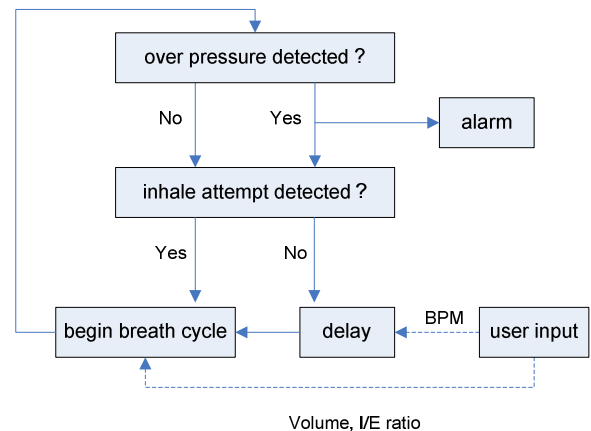 over pressure detected ?
No
Yes
alarm
inhale attempt detected ?
Yes
No
begin breath cycle
delay
BPM
user input
Volume, I/E ratio